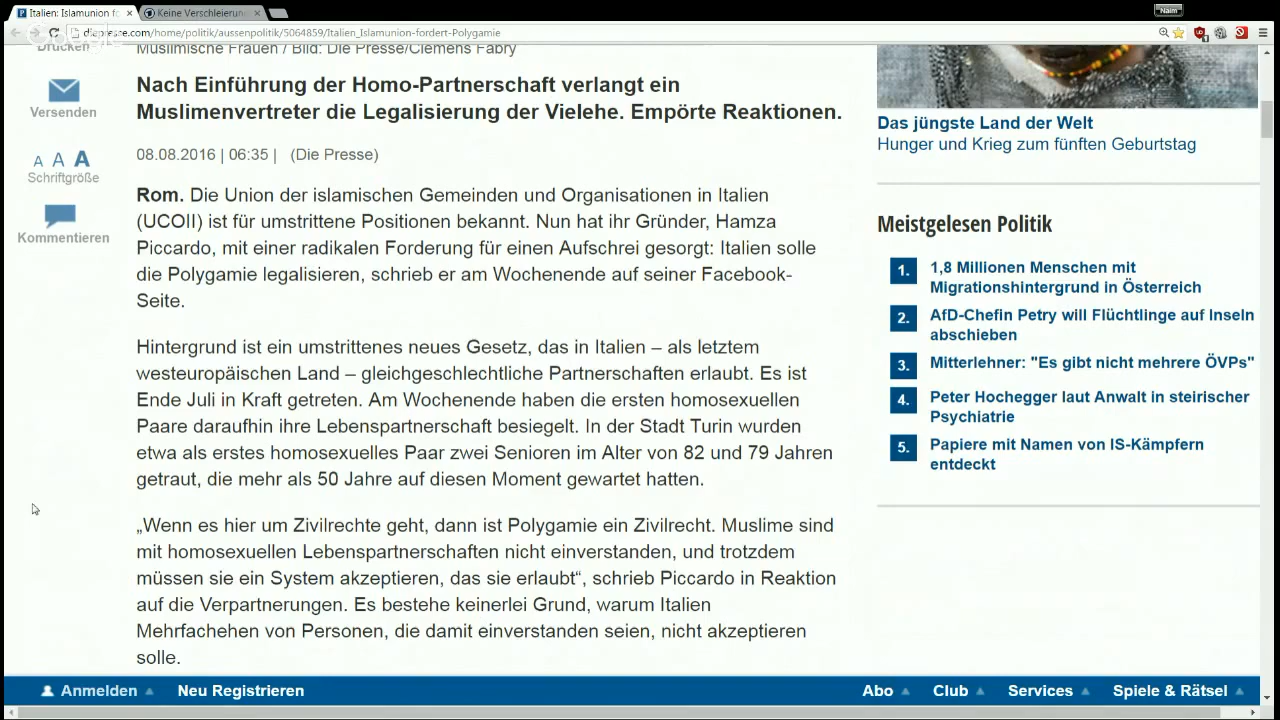 Italien: Islamunion fo
Keine Verschleierun
Naim
diepresse.com/home/politik/aussenpolitik/5064859/Italien_Islamunion-fordert-Polygamie
Drucken
Versenden
A A A
Schriftgröße
Kommentieren
Muslimische Frauen / Bild: Die Presse/Clemens Fabry
Nach Einführung der Homo-Partnerschaft verlangt ein
Muslimenvertreter die Legalisierung der Vielehe. Empörte Reaktionen.
08.08.2016 | 06:35 | (Die Presse)
Rom. Die Union der islamischen Gemeinden und Organisationen in Italien
(UCOII) ist für umstrittene Positionen bekannt. Nun hat ihr Gründer, Hamza
Piccardo, mit einer radikalen Forderung für einen Aufschrei gesorgt: Italien solle
die Polygamie legalisieren, schrieb er am Wochenende auf seiner Facebook-
Seite.
Hintergrund ist ein umstrittenes neues Gesetz, das in Italien – als letztem
westeuropäischen Land – gleichgeschlechtliche Partnerschaften erlaubt. Es ist
Ende Juli in Kraft getreten. Am Wochenende haben die ersten homosexuellen
Paare daraufhin ihre Lebenspartnerschaft besiegelt. In der Stadt Turin wurden
etwa als erstes homosexuelles Paar zwei Senioren im Alter von 82 und 79 Jahren
getraut, die mehr als 50 Jahre auf diesen Moment gewartet hatten.
„Wenn es hier um Zivilrechte geht, dann ist Polygamie ein Zivilrecht. Muslime sind
mit homosexuellen Lebenspartnerschaften nicht einverstanden, und trotzdem
müssen sie ein System akzeptieren, das sie erlaubt“, schrieb Piccardo in Reaktion
auf die Verpartnerungen. Es bestehe keinerlei Grund, warum Italien
Mehrfachehen von Personen, die damit einverstanden seien, nicht akzeptieren
solle.
Das jüngste Land der Welt
Hunger und Krieg zum fünften Geburtstag
Meistgelesen Politik
1. 1,8 Millionen Menschen mit
Migrationshintergrund in Österreich
2. AfD-Chefin Petry will Flüchtlinge auf Inseln
abschieben
3. Mitterlehner: "Es gibt nicht mehrere ÖVPs"
4. Peter Hochegger laut Anwalt in steirischer
Psychiatrie
5. Papiere mit Namen von IS-Kämpfern
entdeckt
Anmelden Neu Registrieren Abo Club Services Spiele & Rätsel